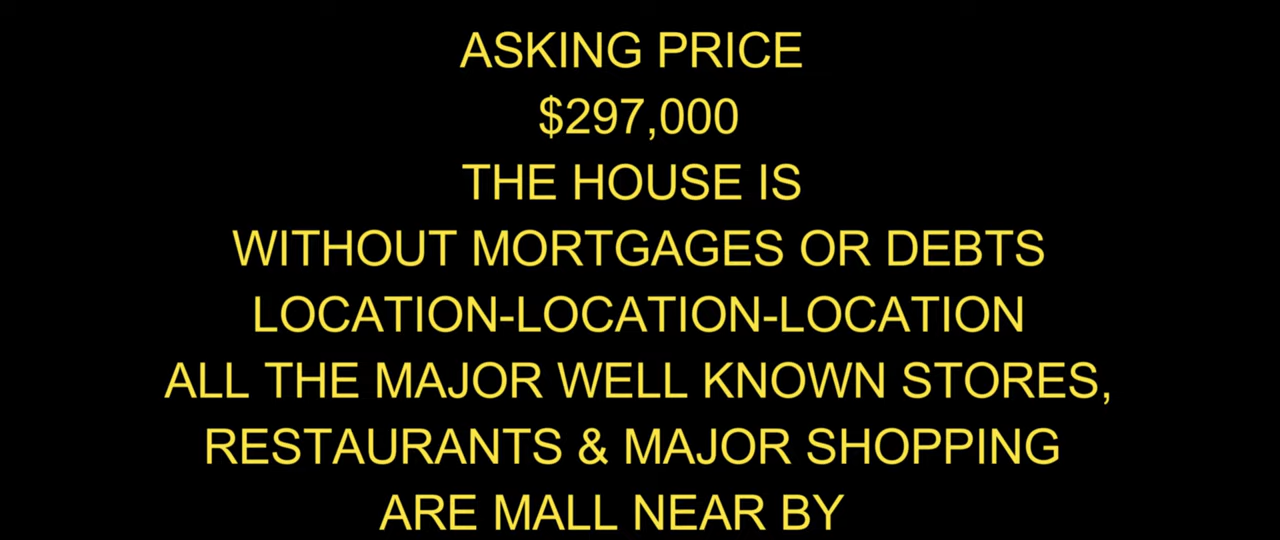 ASKING PRICE
$297,000
THE HOUSE IS
WITHOUT MORTGAGES OR DEBTS
LOCATION-LOCATION-LOCATION
ALL THE MAJOR WELL KNOWN STORES,
RESTAURANTS & MAJOR SHOPPING
ARE MALL NEAR BY